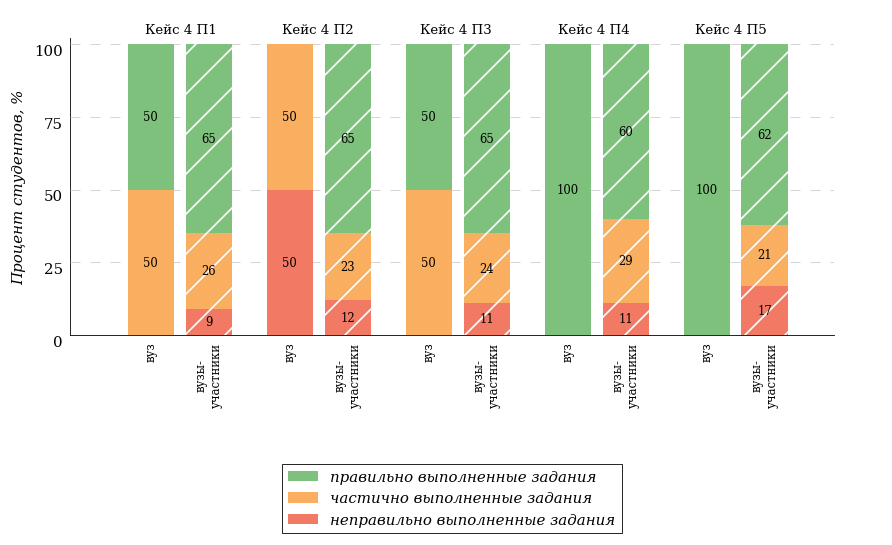 Кейс 4 П1 Кейс 4 П2 Кейс 4 П3 Кейс 4 П4 Кейс 4 П5
Процент студентов, %
100
75
50
25
0
50 50
65 26 9
50 50
65 23 12
50 50
65 24 11
100
60 29 11
100
62 21 17
вуз
вузы-
участники
вуз
вузы-
участники
вуз
вузы-
участники
вуз
вузы-
участники
вуз
вузы-
участники
правильно выполненные задания
частично выполненные задания
неправильно выполненные задания